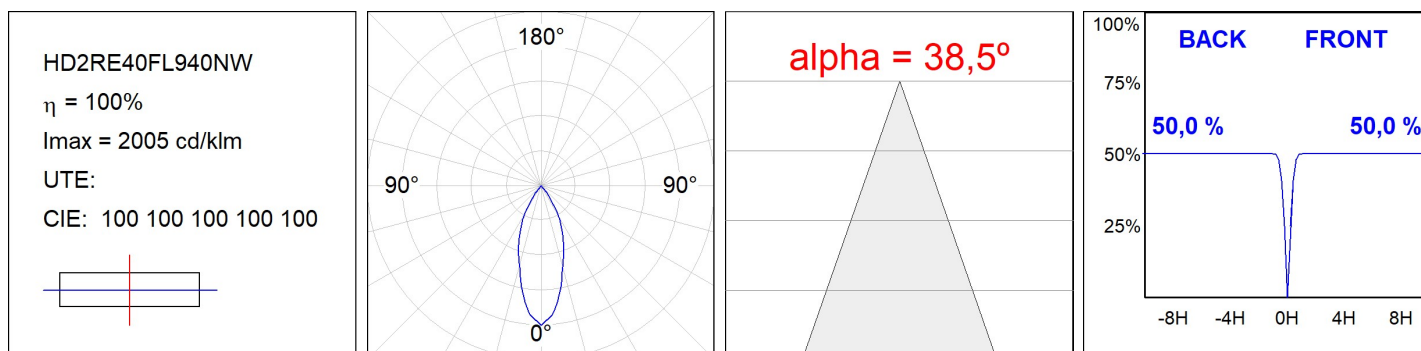 HD2RE40FL940NW
η = 100%
Imax = 2005 cd/klm
UTE:
CIE: 100 100 100 100 100
180°
90° 90°
0°
alpha = 38,5º
100%
BACK FRONT
75%
50,0 % 50,0 %
50%
25%
-8H -4H 0H 4H 8H